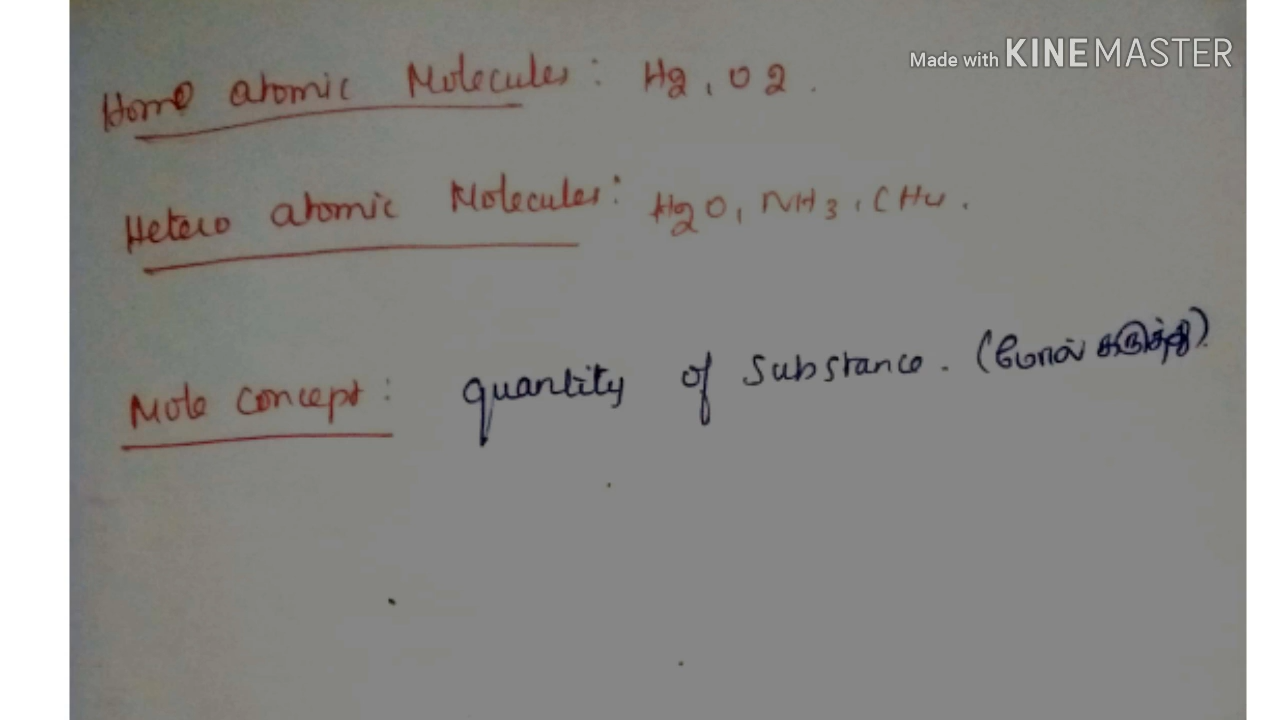 Made with KINEMASTER
Homo atomic Molecules : H2, O2.
Hetero atomic Molecules : H2O, NH3, CH4.
Mole concept : quantity of substance. (மோல் கருத்து)